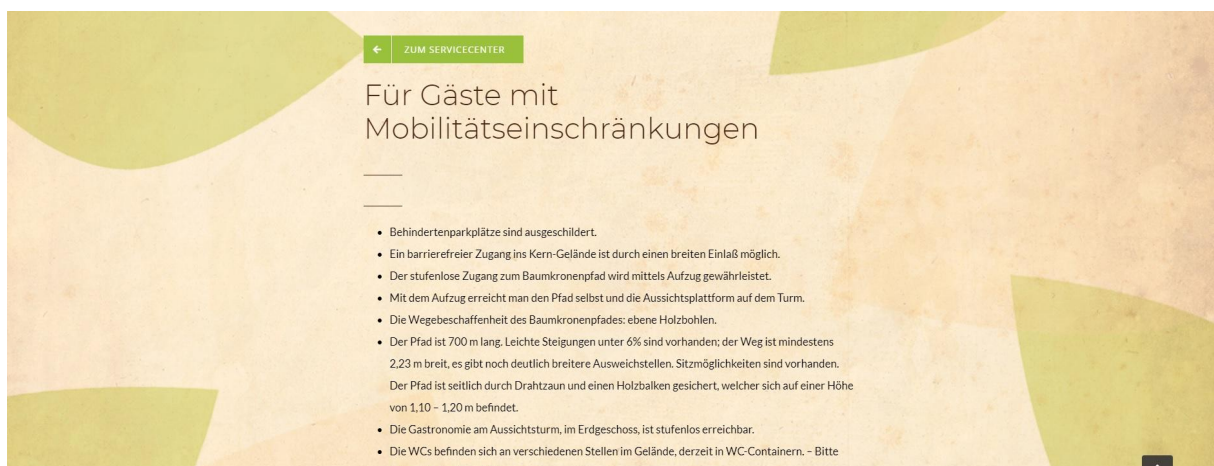 ZUM SERVICECENTER
Für Gäste mit
Mobilitätseinschränkungen
• Behindertenparkplätze sind ausgeschildert.
• Ein barrierefreier Zugang ins Kern-Gelände ist durch einen breiten Einlaß möglich.
• Der stufenlose Zugang zum Baumkronenpfad wird mittels Aufzug gewährleistet.
• Mit dem Aufzug erreicht man den Pfad selbst und die Aussichtsplattform auf dem Turm.
• Die Wegebeschaffenheit des Baumkronenpfades: ebene Holzbohlen.
• Der Pfad ist 700 m lang. Leichte Steigungen unter 6% sind vorhanden; der Weg ist mindestens
2,23 m breit, es gibt noch deutlich breitere Ausweichstellen. Sitzmöglichkeiten sind vorhanden.
Der Pfad ist seitlich durch Drahtzaun und einen Holzbalken gesichert, welcher sich auf einer Höhe
von 1,10 – 1,20 m befindet.
• Die Gastronomie am Aussichtsturm, im Erdgeschoss, ist stufenlos erreichbar.
• Die WCs befinden sich an verschiedenen Stellen im Gelände, derzeit in WC-Containern. – Bitte